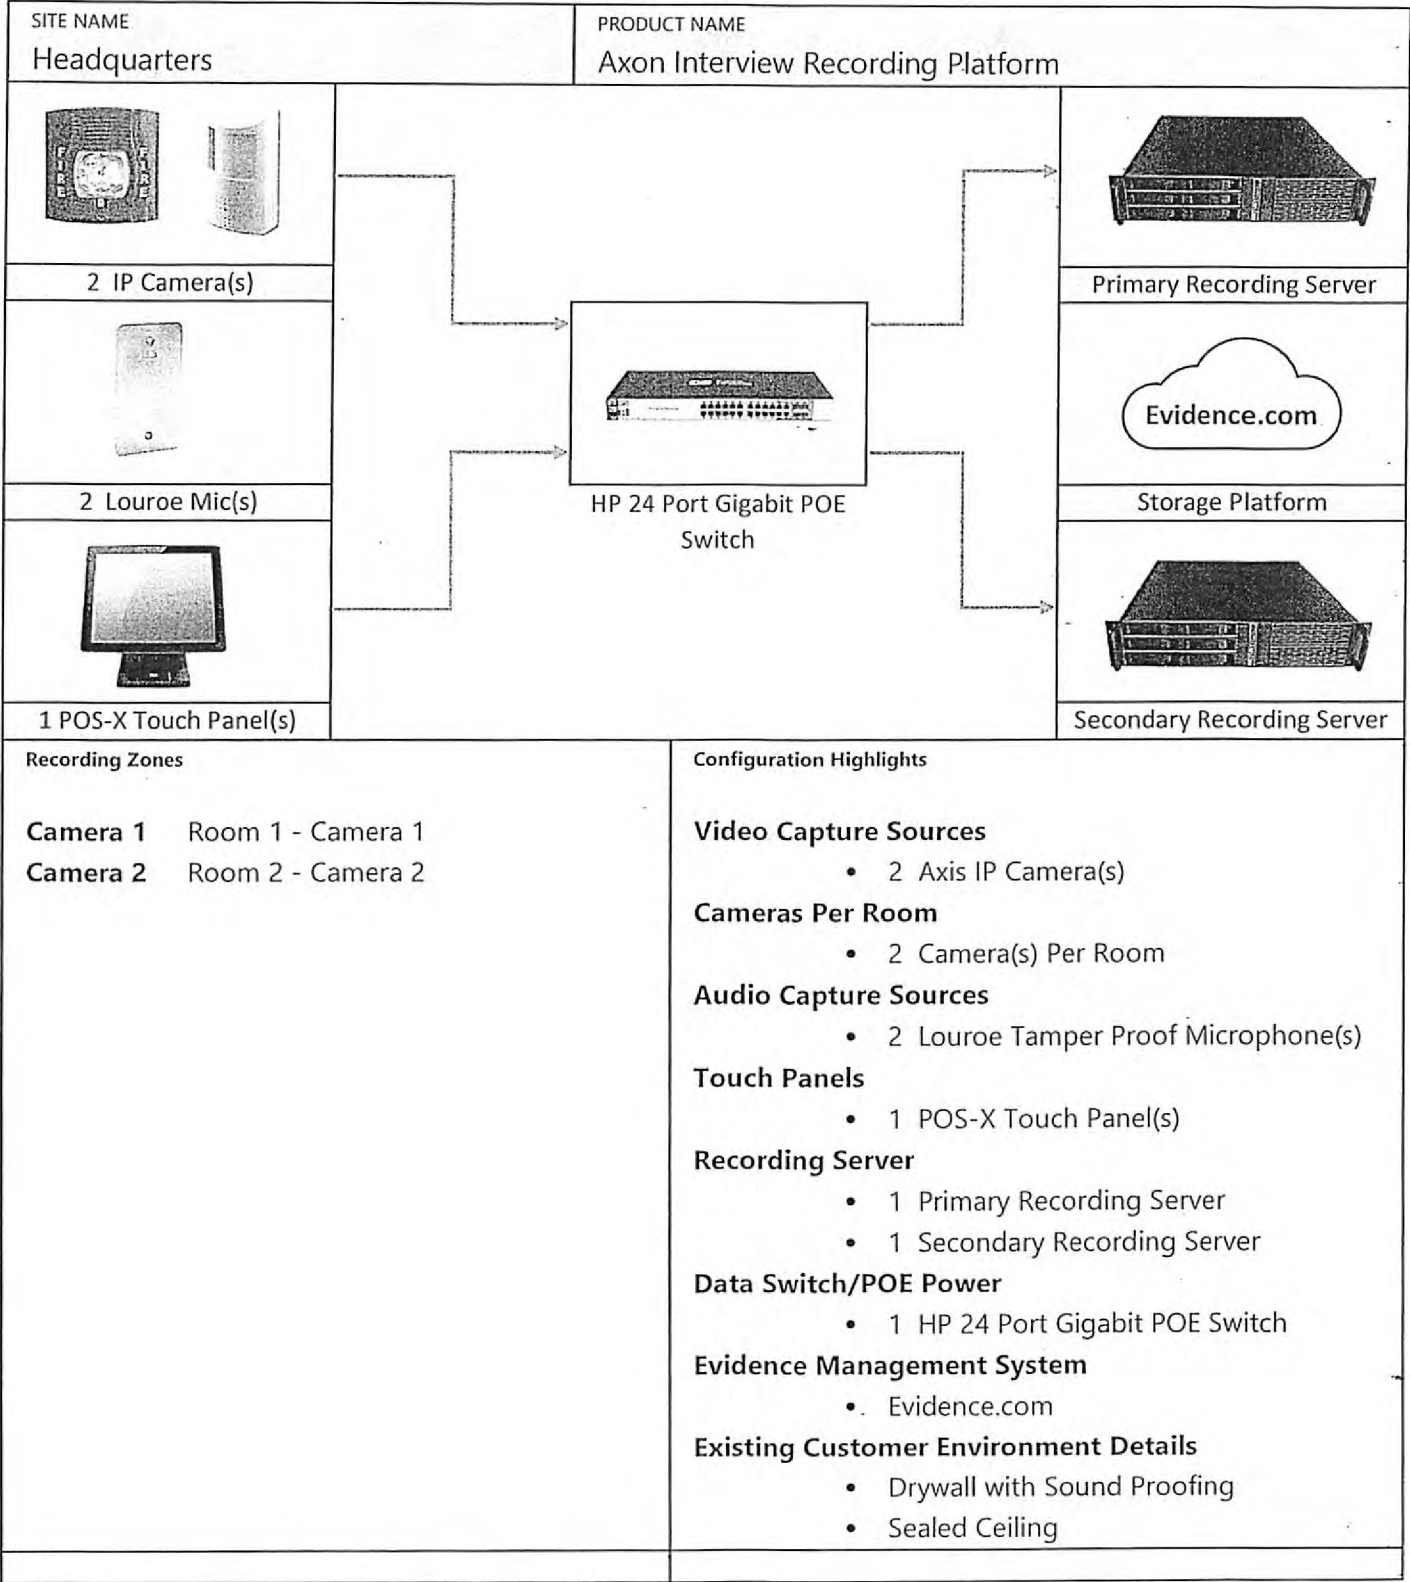 SITE NAME
Headquarters
PRODUCT NAME
Axon Interview Recording Platform
FIRE
FIRE
2 IP Camera(s)
2 Louroe Mic(s)
1 POS-X Touch Panel(s)
HP 24 Port Gigabit POE
Switch
Primary Recording Server
Evidence.com
Storage Platform
Secondary Recording Server
Recording Zones
Camera 1 Room 1 - Camera 1
Camera 2 Room 2 - Camera 2
Configuration Highlights
Video Capture Sources
• 2 Axis IP Camera(s)
Cameras Per Room
• 2 Camera(s) Per Room
Audio Capture Sources
• 2 Louroe Tamper Proof Microphone(s)
Touch Panels
• 1 POS-X Touch Panel(s)
Recording Server
• 1 Primary Recording Server
• 1 Secondary Recording Server
Data Switch/POE Power
• 1 HP 24 Port Gigabit POE Switch
Evidence Management System
• Evidence.com
Existing Customer Environment Details
• Drywall with Sound Proofing
• Sealed Ceiling